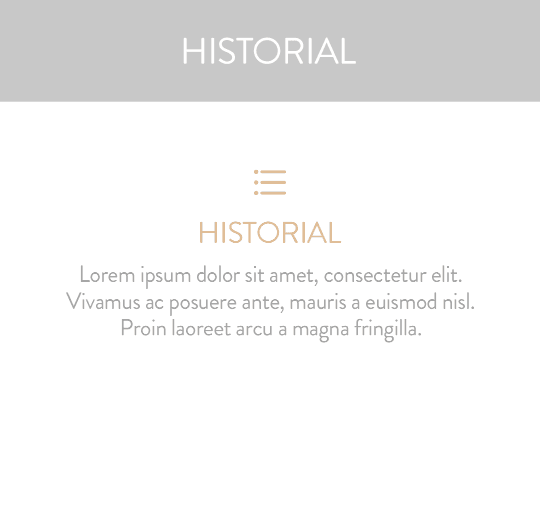 HISTORIAL
HISTORIAL
Lorem ipsum dolor sit amet, consectetur elit.
Vivamus ac posuere ante, mauris a euismod nisl.
Proin laoreet arcu a magna fringilla.